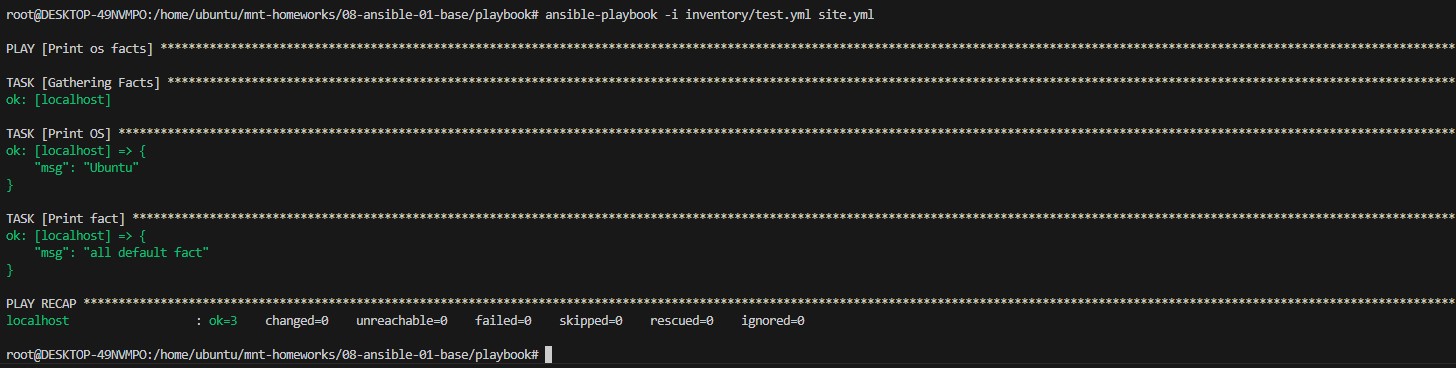 root@DESKTOP-49NVMPO:/home/ubuntu/mnt-homeworks/08-ansible-01-base/playbook# ansible-playbook -i inventory/test.yml site.yml
PLAY [Print os facts] ****************************************************************************************************************************************************************************************
TASK [Gathering Facts] ***************************************************************************************************************************************************************************************
ok: [localhost]
TASK [Print OS] **********************************************************************************************************************************************************************************************
ok: [localhost] => {
    "msg": "Ubuntu"
}
TASK [Print fact] ********************************************************************************************************************************************************************************************
ok: [localhost] => {
    "msg": "all default fact"
}
PLAY RECAP ***************************************************************************************************************************************************************************************************
localhost                  : ok=3    changed=0    unreachable=0    failed=0    skipped=0    rescued=0    ignored=0
root@DESKTOP-49NVMPO:/home/ubuntu/mnt-homeworks/08-ansible-01-base/playbook#